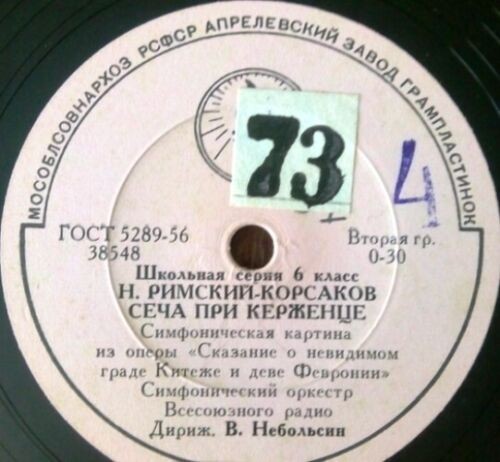 МОСОБЛСОВНАРХОЗ РСФСР АПРЕЛЕВСКИЙ ЗАВОД ГРАМПЛАСТИНОК
73
4
ГОСТ 5289-56
38548
Вторая гр.
0-30
Школьная серия 6 класс
Н. РИМСКИЙ-КОРСАКОВ
СЕЧА ПРИ КЕРЖЕНЦЕ
Симфоническая картина
из оперы «Сказание о невидимом
граде Китеже и деве Февронии»
Симфонический оркестр
Всесоюзного радио
Дириж. В. Небольсин